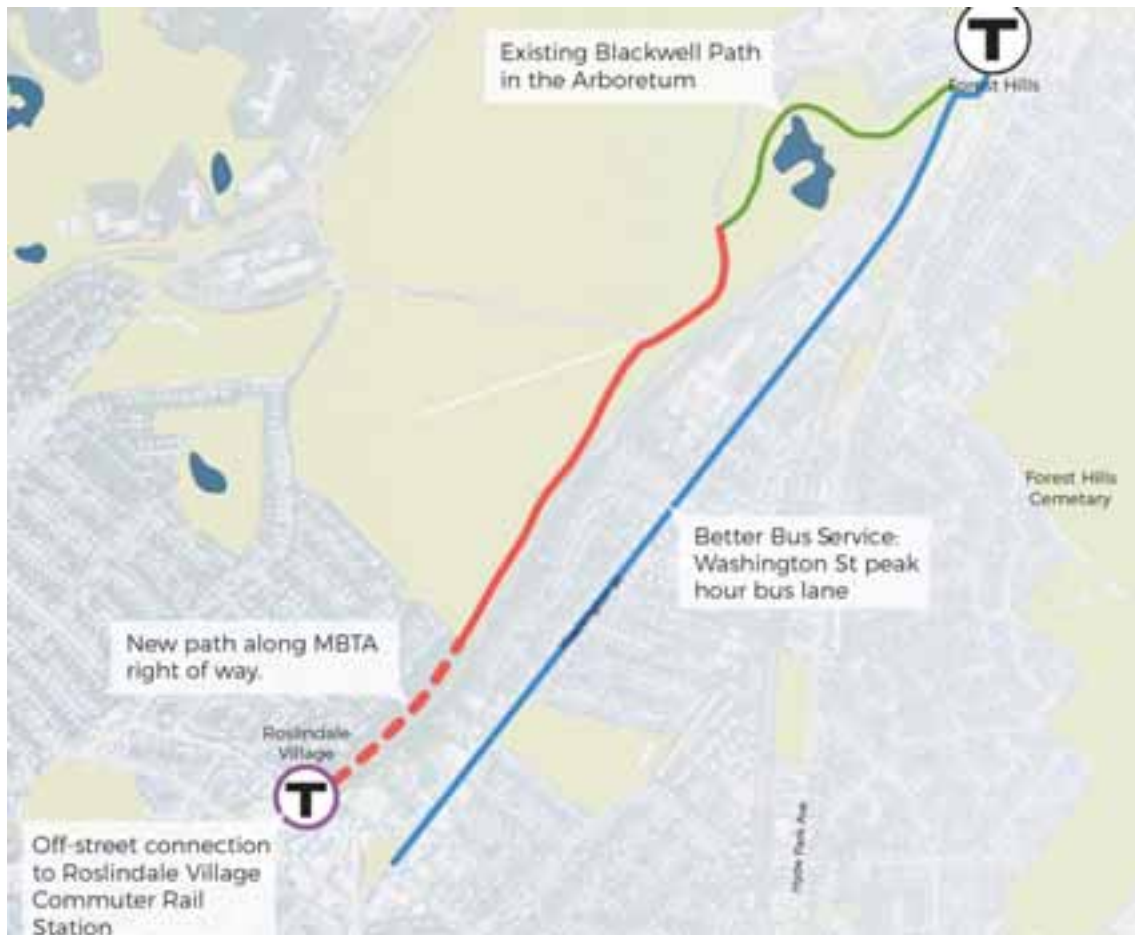 T
Existing Blackwell Path
in the Arboretum
Forest Hills
Forest Hills
Cemetary
Better Bus Service:
Washington St peak
hour bus lane
New path along MBTA
right of way.
Roslindale
Village
T
Off-street connection
to Roslindale Village
Commuter Rail
Station
Hyde Park Ave